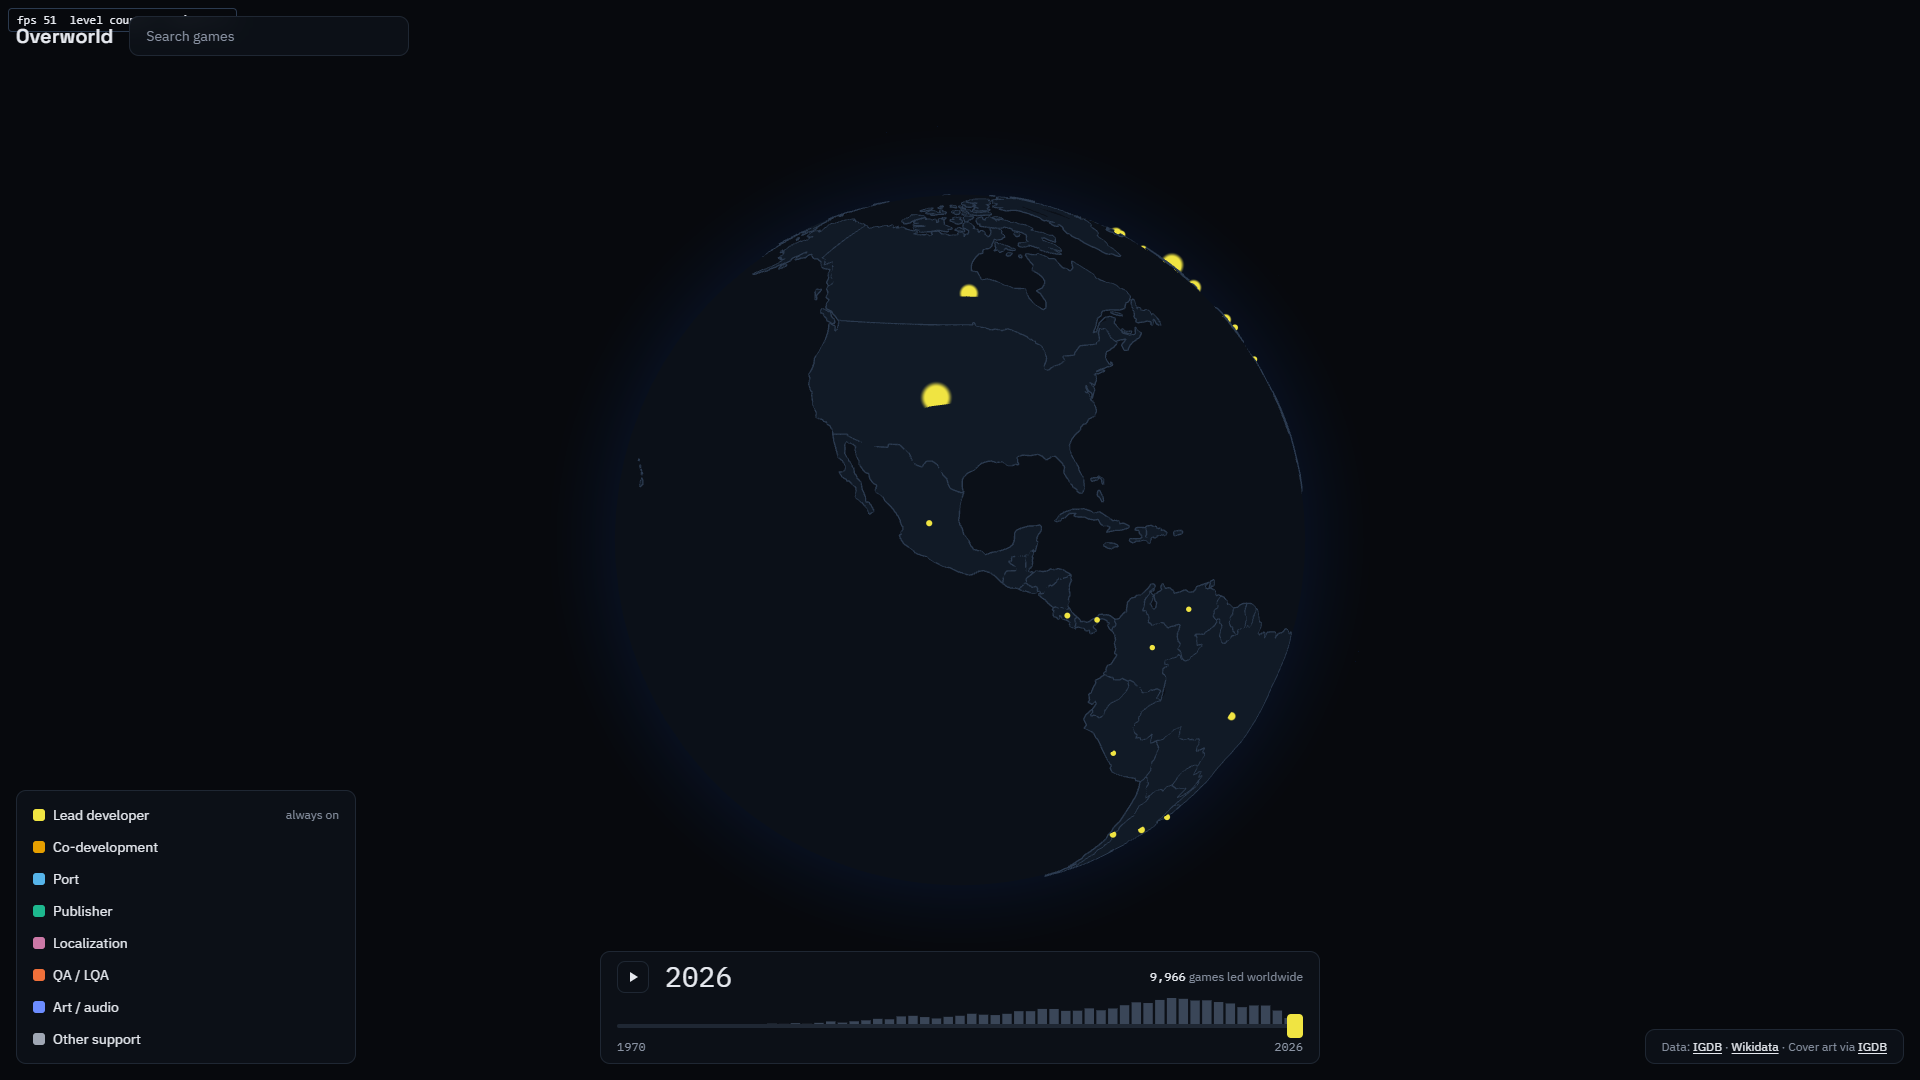 fps 51 level cou
Overworld
Search games
Lead developer always on
Co-development
Port
Publisher
Localization
QA / LQA
Art / audio
Other support
2026
9,966 games led worldwide
1970 2026
Data: IGDB · Wikidata · Cover art via IGDB